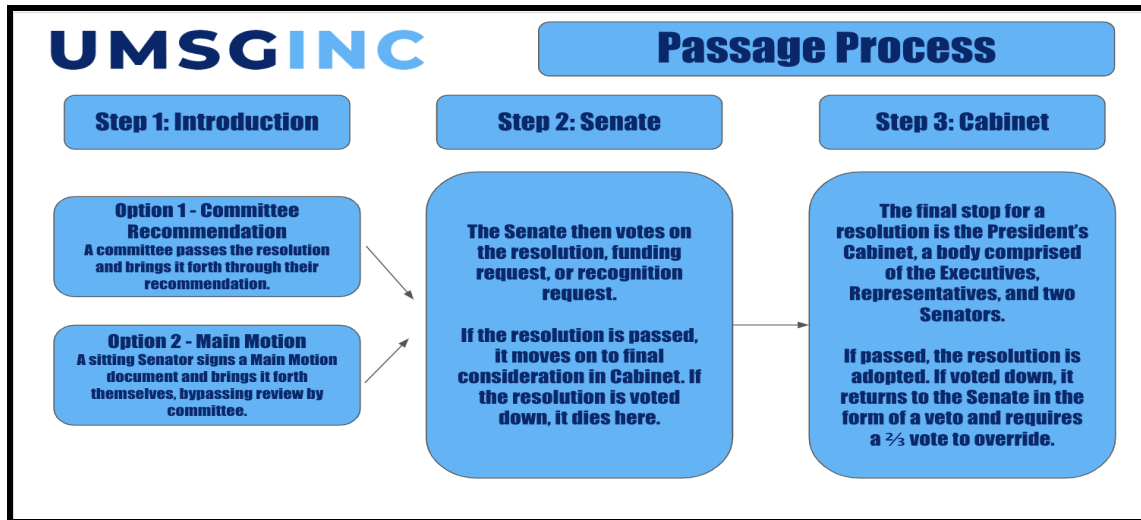 UMSGINC
Passage Process
Step 1: Introduction
Step 2: Senate
Step 3: Cabinet
Option 1 - Committee
Recommendation
A committee passes the resolution
and brings it forth through their
recommendation.
Option 2 - Main Motion
A sitting Senator signs a Main Motion
document and brings it forth
themselves, bypassing review by
committee.
The Senate then votes on
the resolution, funding
request, or recognition
request.
If the resolution is passed,
it moves on to final
consideration in Cabinet. If
the resolution is voted
down, it dies here.
The final stop for a
resolution is the President's
Cabinet, a body comprised
of the Executives,
Representatives, and two
Senators.
If passed, the resolution is
adopted. If voted down, it
returns to the Senate in the
form of a veto and requires
a ⅔ vote to override.